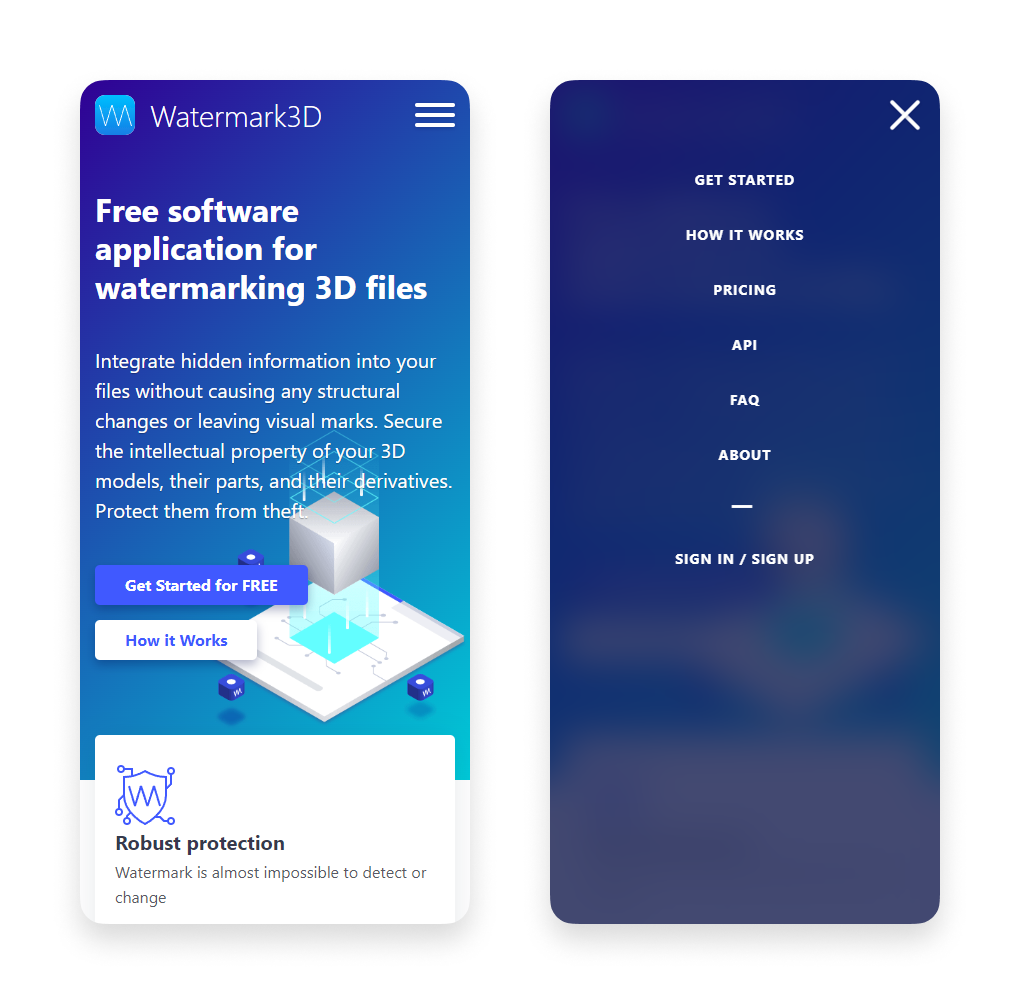 Watermark3D
Free software
application for
watermarking 3D files
Integrate hidden information into your
files without causing any structural
changes or leaving visual marks. Secure
the intellectual property of your 3D
models, their parts, and their derivatives.
Protect them from theft.
Get Started for FREE
How it Works
Robust protection
Watermark is almost impossible to detect or
change
GET STARTED
HOW IT WORKS
PRICING
API
FAQ
ABOUT
SIGN IN / SIGN UP